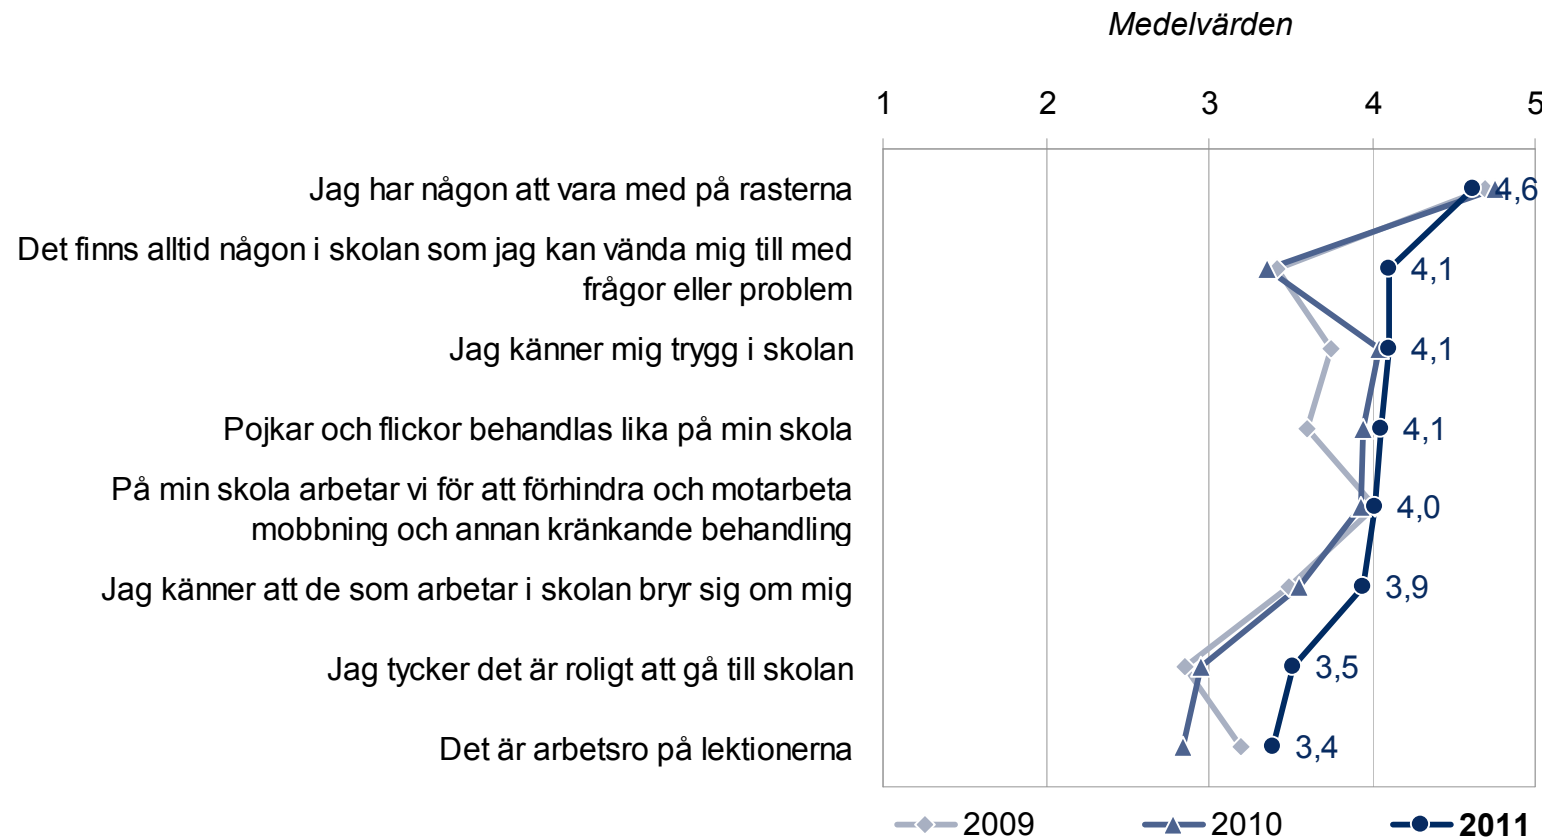 Medelvärden
1 2 3 4 5
Jag har någon att vara med på rasterna
4,6
Det finns alltid någon i skolan som jag kan vända mig till med
frågor eller problem
4,1
Jag känner mig trygg i skolan
4,1
Pojkar och flickor behandlas lika på min skola
4,1
På min skola arbetar vi för att förhindra och motarbeta
mobbning och annan kränkande behandling
4,0
Jag känner att de som arbetar i skolan bryr sig om mig
3,9
Jag tycker det är roligt att gå till skolan
3,5
Det är arbetsro på lektionerna
3,4
2009 2010 2011